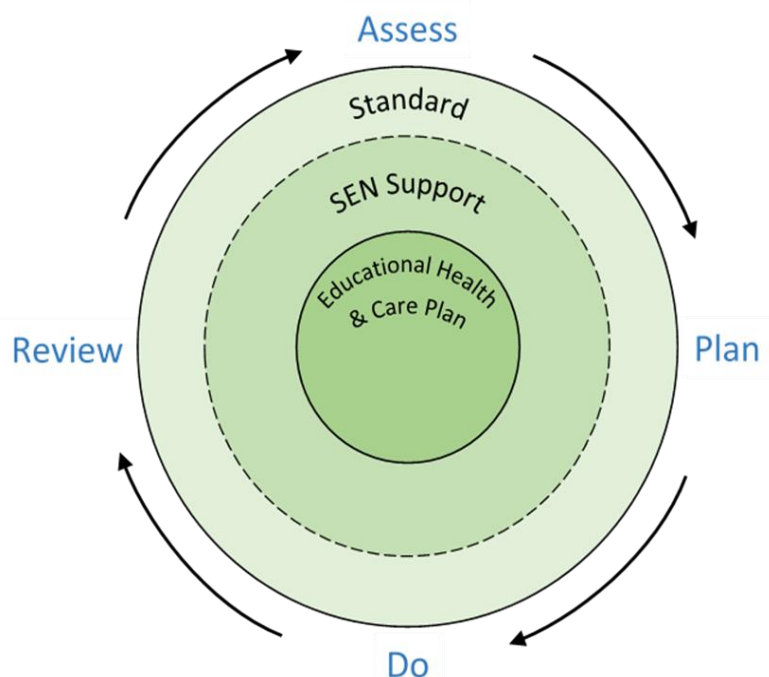 Assess
Standard
SEN Support
Educational Health
& Care Plan
Review
Plan
Do